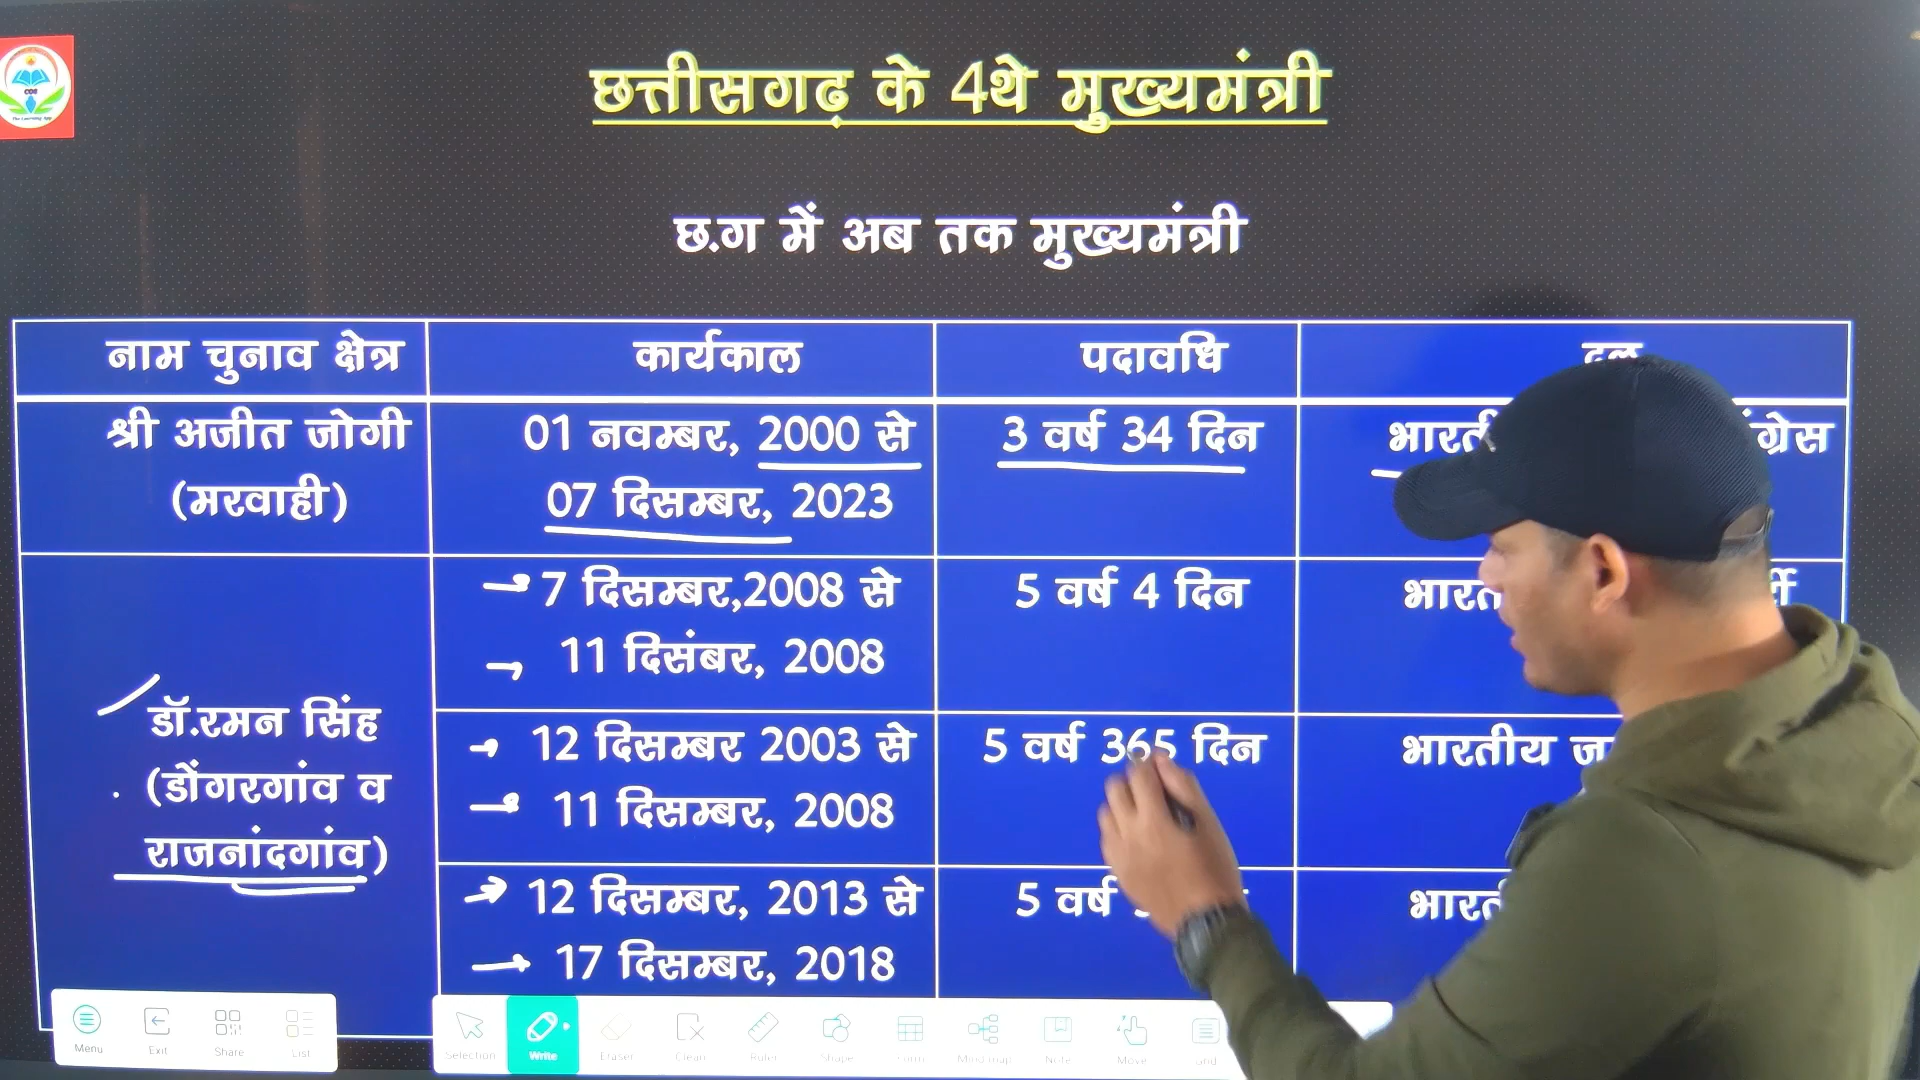 छत्तीसगढ़ के 4थे मुख्यमंत्री
छ.ग में अब तक मुख्यमंत्री
नाम चुनाव क्षेत्र
कार्यकाल
पदावधि
दल
श्री अजीत जोगी
(मरवाही)
01 नवम्बर, 2000 से
07 दिसम्बर, 2023
3 वर्ष 34 दिन
डॉ.रमन सिंह
(डोंगरगांव व
राजनांदगांव)
7 दिसम्बर,2008 से
11 दिसंबर, 2008
5 वर्ष 4 दिन
12 दिसम्बर 2003 से
11 दिसम्बर, 2008
5 वर्ष 365 दिन
भारतीय
12 दिसम्बर, 2013 से
17 दिसम्बर, 2018
5 वर्ष
Menu
Exit
Share
List
Selection
Write
Eraser
Clean
Ruler
Shape
Form
Mind map
Note
Move
Grid